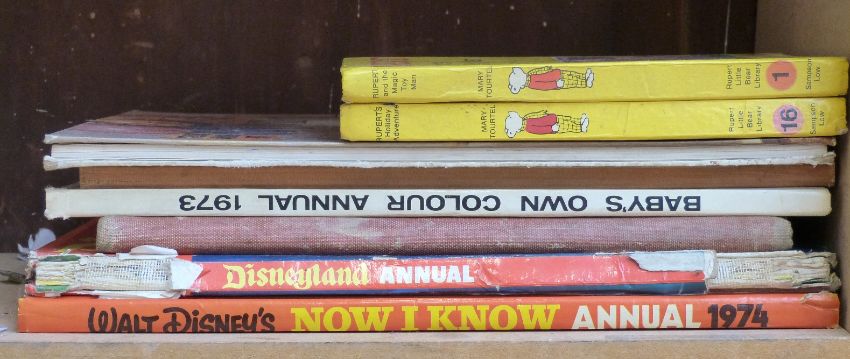 RUPERT
and the
Magic
Toy
Man
MARY
TOURTEL
Rupert
Little
Bear
Library
1
Sampson
Low
RUPERT'S
Holiday
Adventure
MARY
TOURTEL
Rupert
Little
Bear
Library
16
Sampson
Low
BABY'S OWN COLOUR ANNUAL 1973
Disneyland ANNUAL
WALT DISNEY'S NOW I KNOW ANNUAL 1974